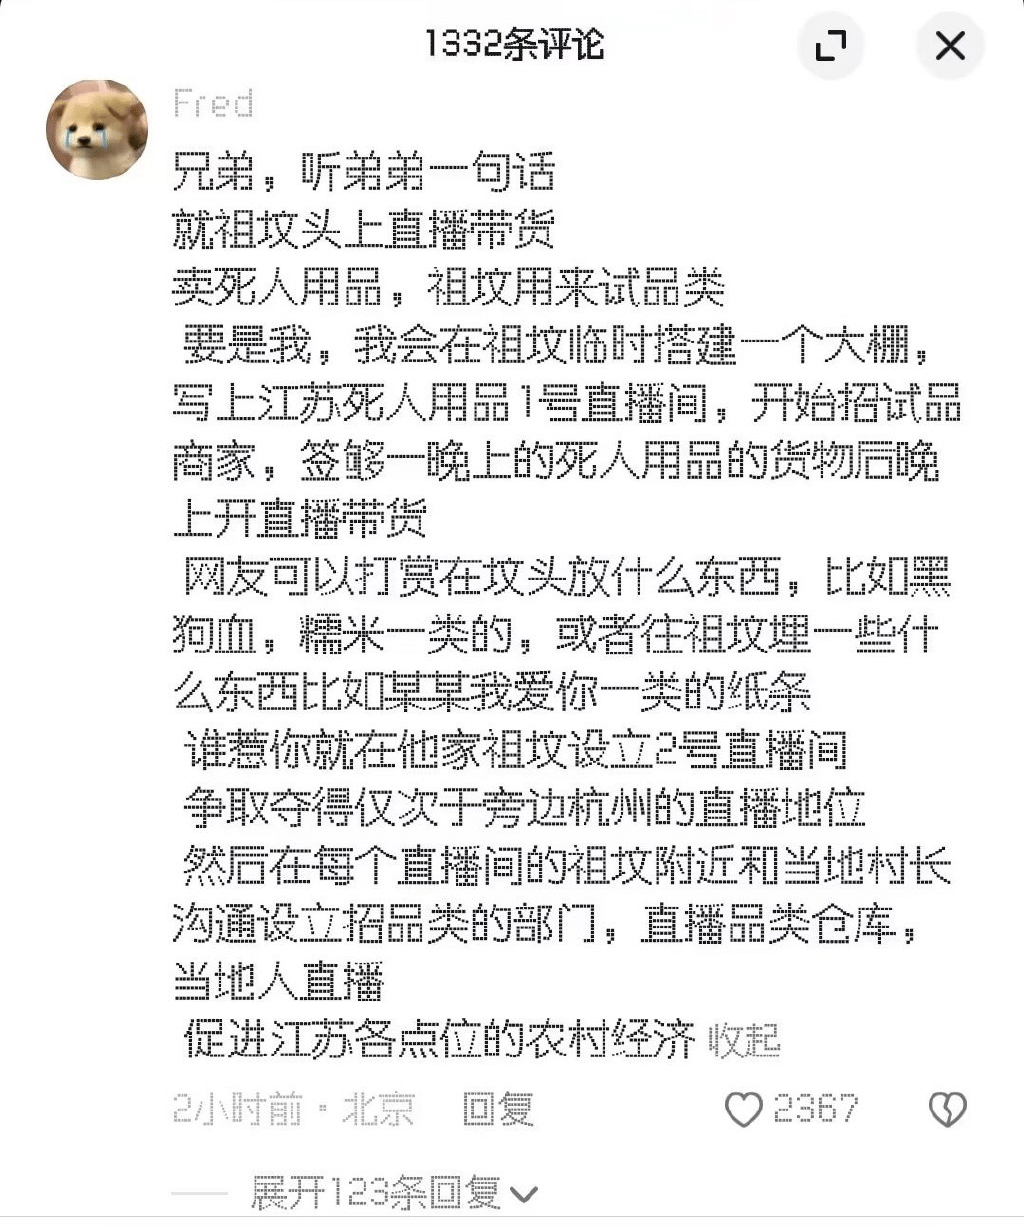 1332条评论
Fred
兄弟，听弟弟一句话
就祖坟头上直播带货
卖死人用品，祖坟用来试品类
要是我，我会在祖坟临时搭建一个大棚，
写上江苏死人用品1号直播间，开始招试品
商家，签够一晚上的死人用品的货物后晚
上开直播带货
网友可以打赏在坟头放什么东西，比如黑
狗血，糯米一类的，或者往祖坟埋一些什
么东西比如某某我爱你一类的纸条
谁惹你就在他家祖坟设立2号直播间
争取夺得仅次于旁边杭州的直播地位
然后在每个直播间的祖坟附近和当地村长
沟通设立招品类的部门，直播品类仓库，
当地人直播
促进江苏各点位的农村经济 收起
2小时前 · 北京 回复 2367
展开123条回复